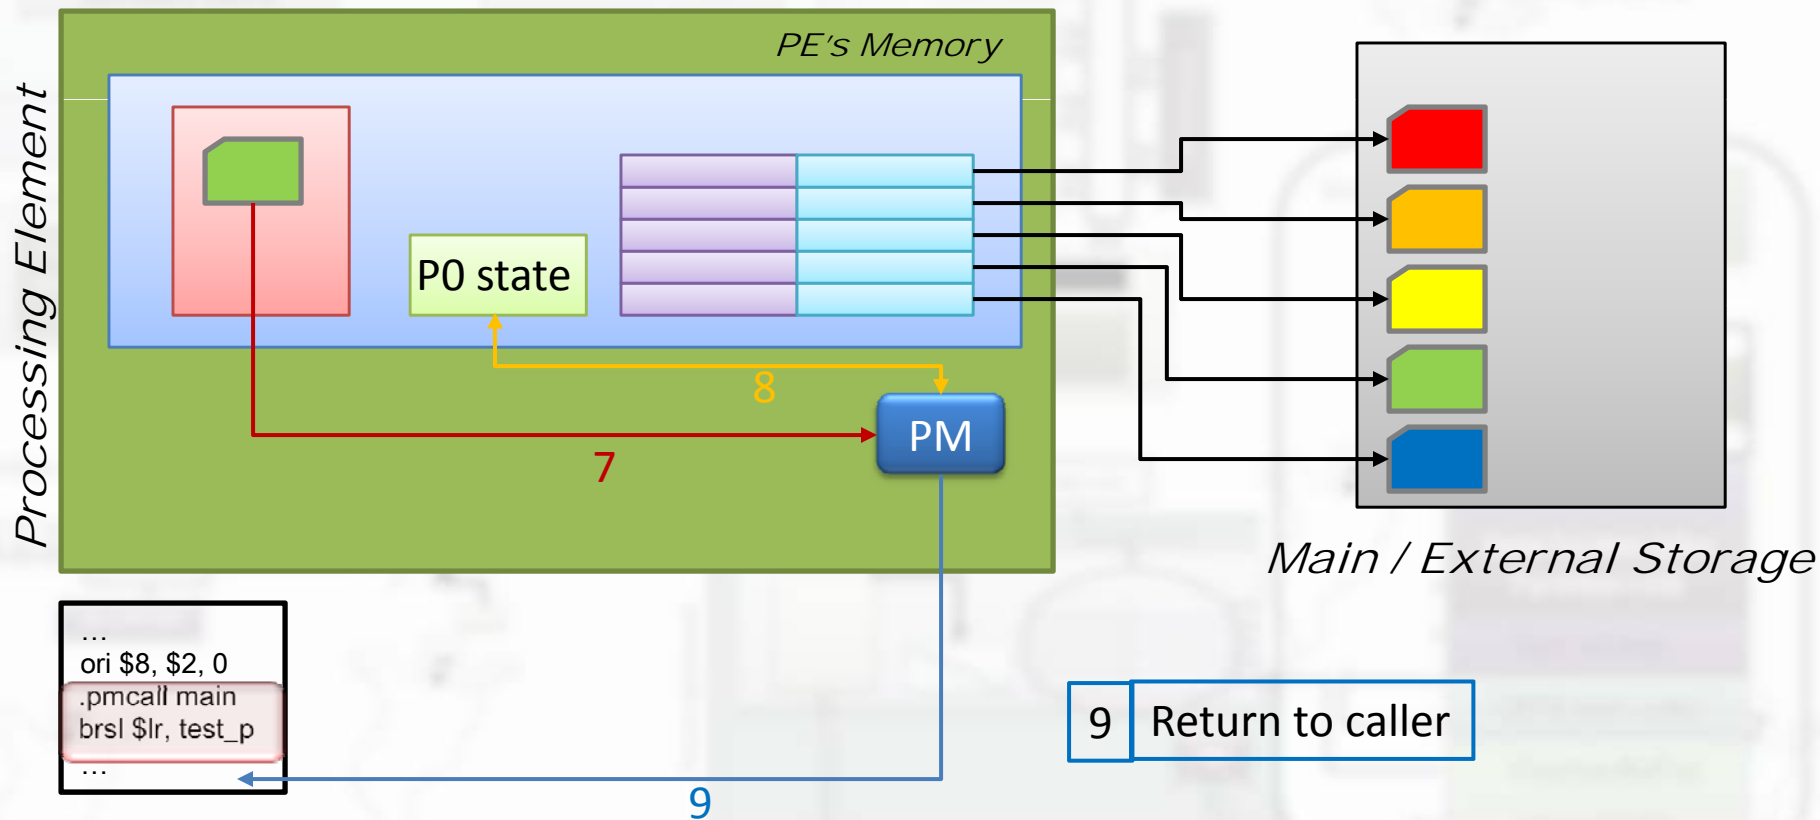 PE's Memory
Processing Element
P0 state
8
PM
7
Main / External Storage
...
ori $8, $2, 0
.pmcall main
brsl $lr, test_p
...
9 Return to caller
9